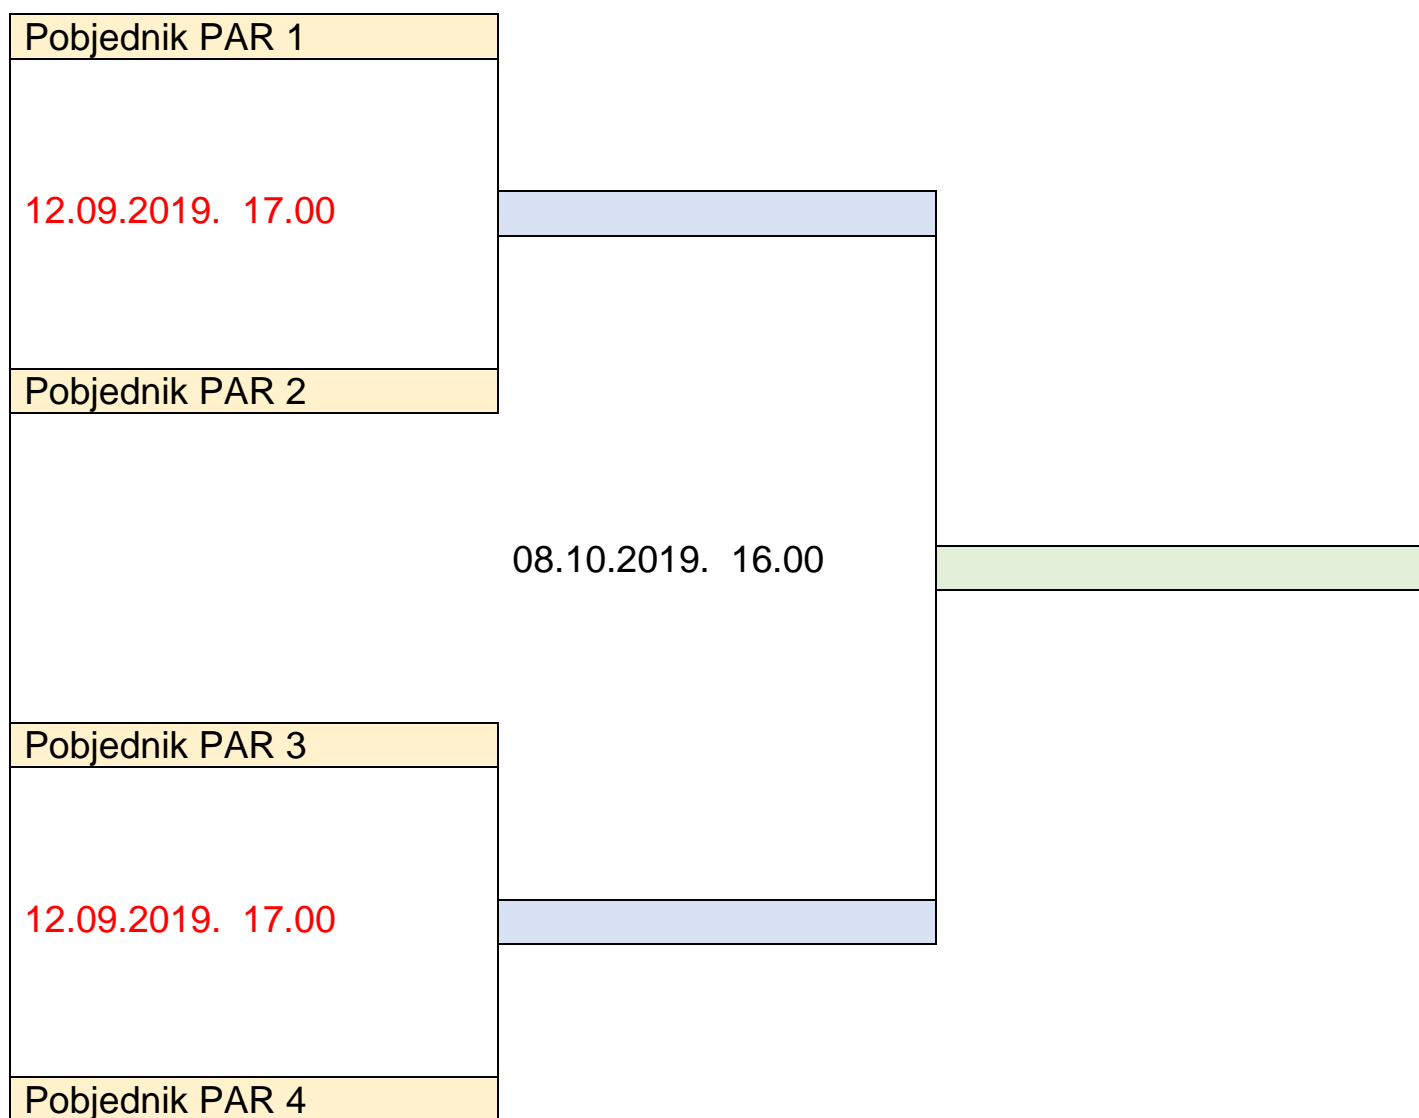 Pobjednik PAR 1
12.09.2019.  17.00
Pobjednik PAR 2
08.10.2019.  16.00
Pobjednik PAR 3
12.09.2019.  17.00
Pobjednik PAR 4